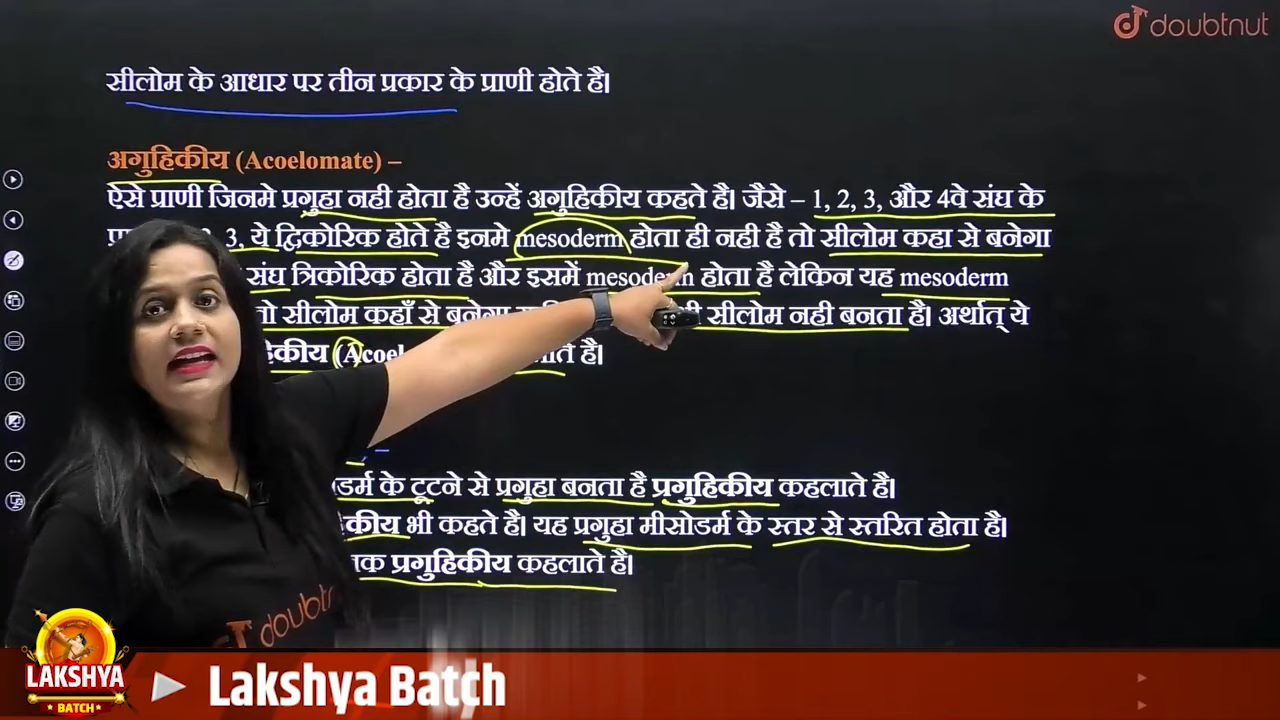 doubtnut
सीलोम के आधार पर तीन प्रकार के प्राणी होते है।
अगुहिकीय (Acoelomate) –
ऐसे प्राणी जिनमे प्रगुहा नही होता है उन्हें अगुहिकीय कहते है। जैसे – 1, 2, 3, और 4वे संघ के
3, ये द्विकोरिक होते है इनमे mesoderm होता ही नही है तो सीलोम कहा से बनेगा
संघ त्रिकोरिक होता है और इसमें mesoderm होता है लेकिन यह mesoderm
तो सीलोम कहाँ से बनेगा सीलोम नही बनता है। अर्थात् ये
है।
के टूटने से प्रगुहा बनता है प्रगुहिकीय कहलाते है।
भी कहते है। यह प्रगुहा मीसोडर्म के स्तर से स्तरित होता है।
प्रगुहिकीय कहलाते है।
doubtn
LAKSHYA
BATCH
Lakshya Batch